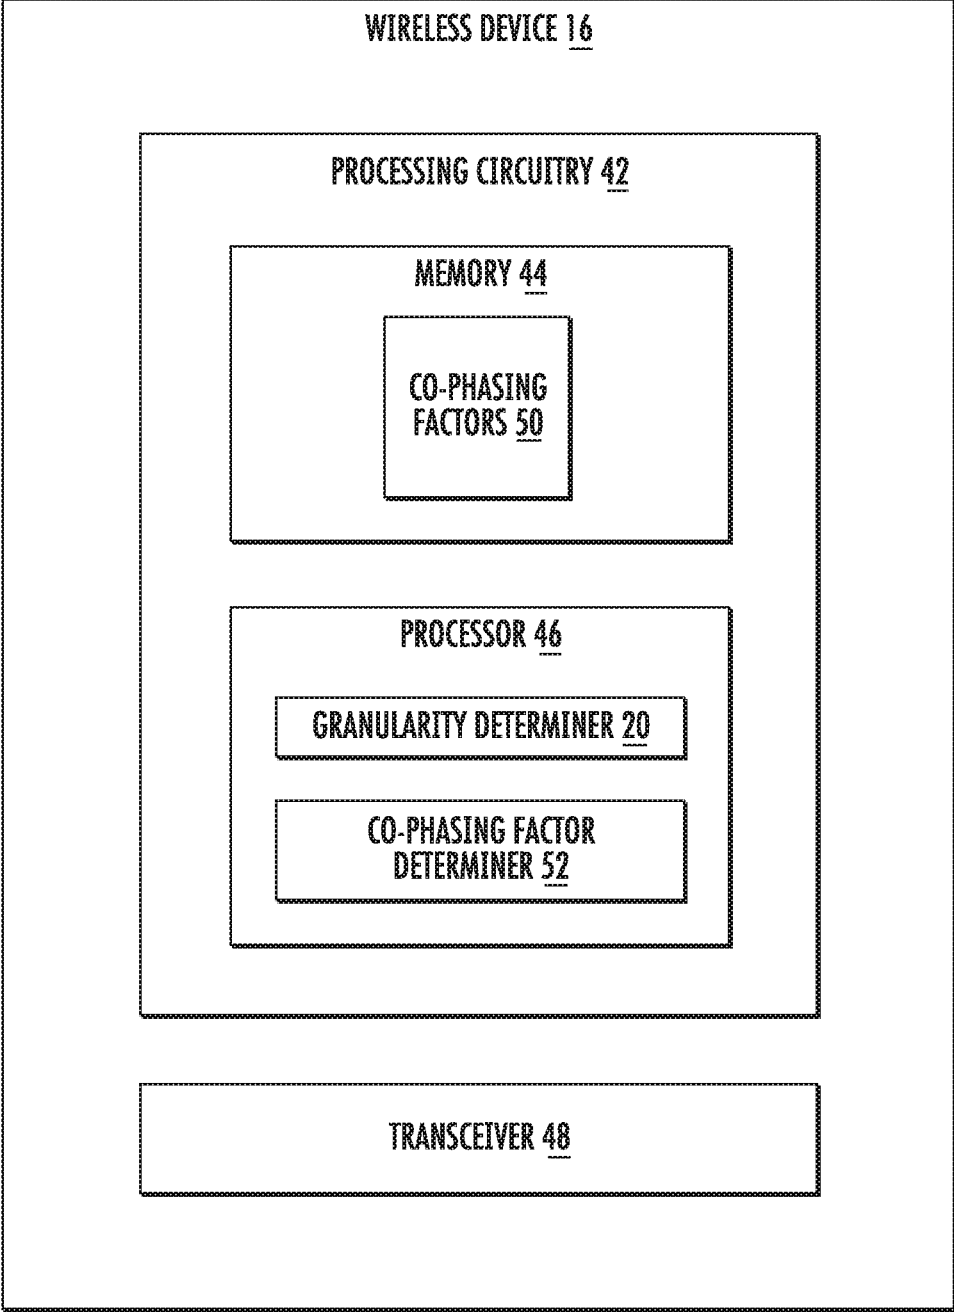 WIRELESS DEVICE 16
PROCESSING CIRCUITRY 42
MEMORY 44
CO-PHASING
FACTORS 50
PROCESSOR 46
GRANULARITY DETERMINER 20
CO-PHASING FACTOR
DETERMINER 52
TRANSCEIVER 48